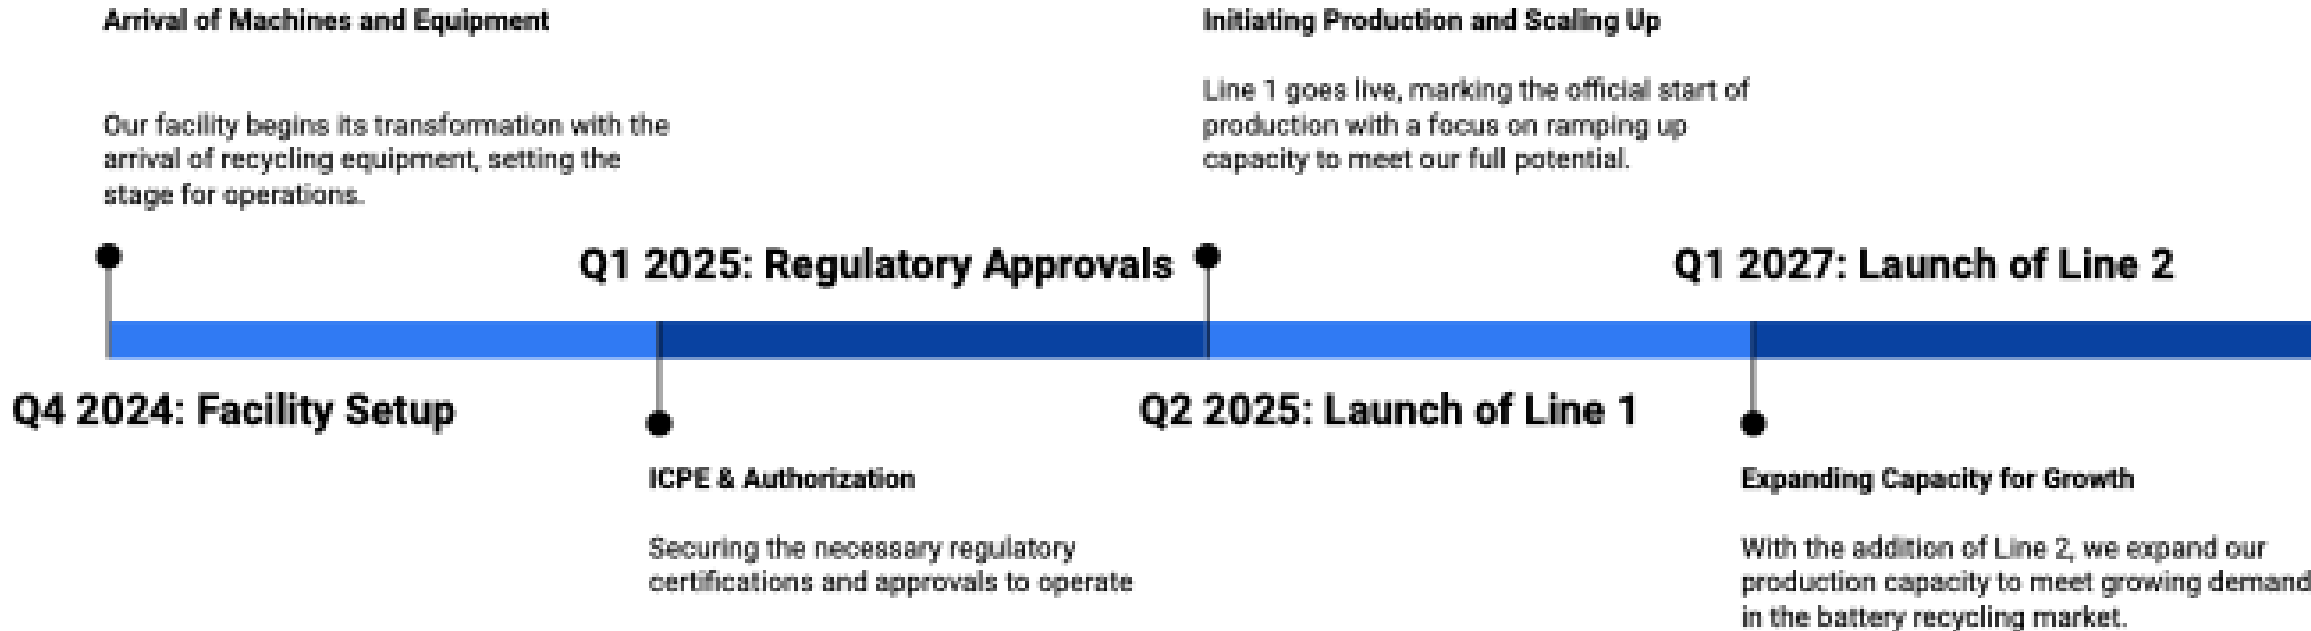 Arrival of Machines and Equipment
Our facility begins its transformation with the
arrival of recycling equipment, setting the
stage for operations.
Q4 2024: Facility Setup
Q1 2025: Regulatory Approvals
ICPE & Authorization
Securing the necessary regulatory
certifications and approvals to operate
Initiating Production and Scaling Up
Line 1 goes live, marking the official start of
production with a focus on ramping up
capacity to meet our full potential.
Q2 2025: Launch of Line 1
Q1 2027: Launch of Line 2
Expanding Capacity for Growth
With the addition of Line 2, we expand our
production capacity to meet growing demand
in the battery recycling market.